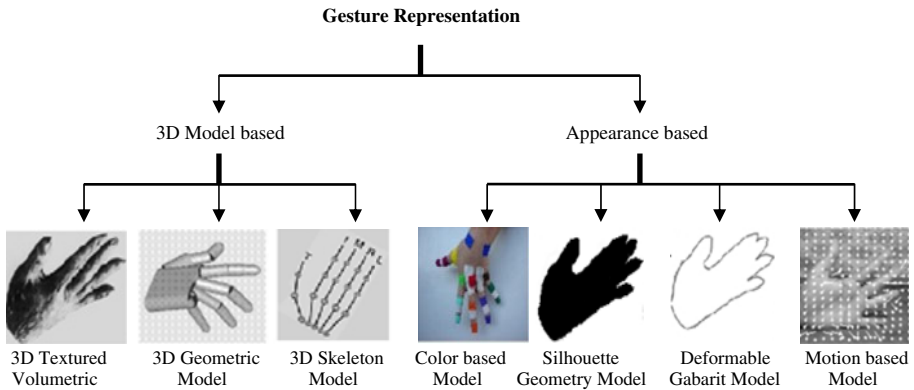 Gesture Representation
3D Model based
Appearance based
3D Textured
Volumetric
3D Geometric
Model
3D Skeleton
Model
Color based
Model
Silhouette
Geometry Model
Deformable
Gabarit Model
Motion based
Model